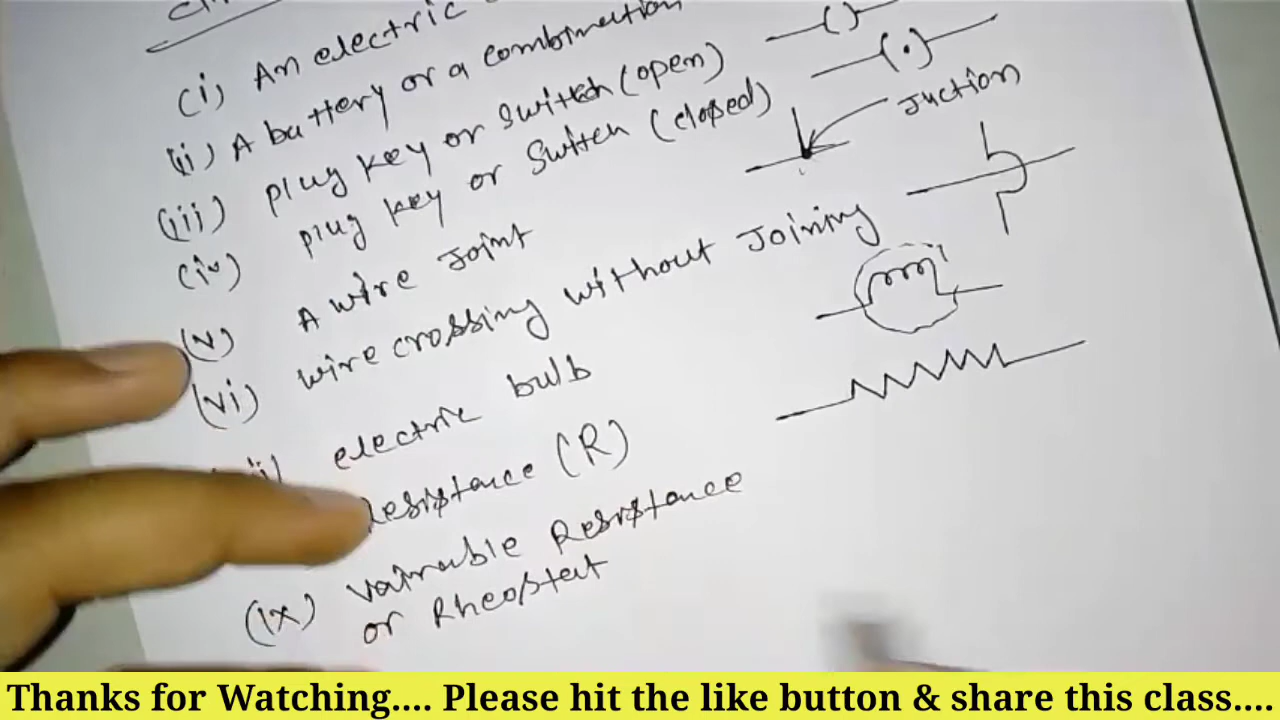 (i) An electric
(ii) A battery or a combination
(iii) plug key or Switch (open)
(iv) plug key or Switch (closed)
Juction
(v) A wire Joint
(vi) wire crossing without Joining
electric bulb
Resistance (R)
(ix) Vairable Resistance
or Rheostat
Thanks for Watching.... Please hit the like button & share this class....